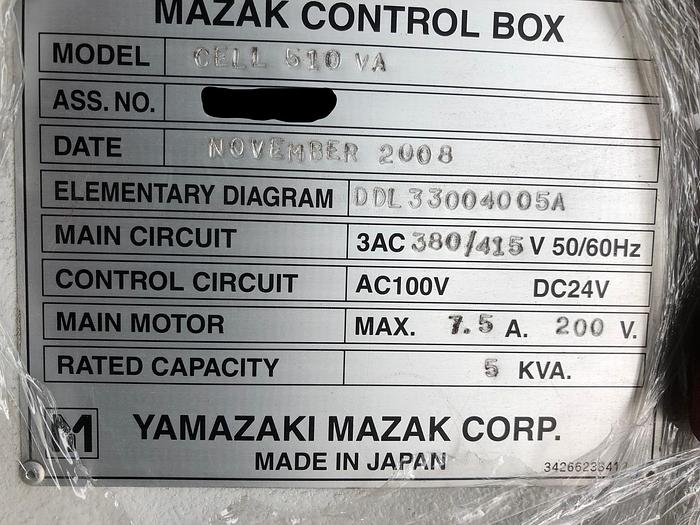 MAZAK CONTROL BOX
MODEL CELL 510 VA
ASS. NO.
DATE NOVEMBER 2008
ELEMENTARY DIAGRAM DDL33004005A
MAIN CIRCUIT 3AC 380/415 V 50/60Hz
CONTROL CIRCUIT AC100V DC24V
MAIN MOTOR MAX. 7.5 A. 200 V.
RATED CAPACITY 5 KVA.
M YAMAZAKI MAZAK CORP.
MADE IN JAPAN